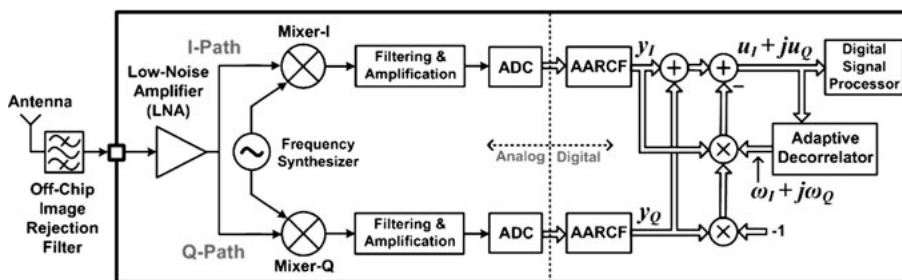 Antenna
Off-Chip
Image
Rejection
Filter
Low-Noise
Amplifier
(LNA)
I-Path
Q-Path
Mixer-I
Frequency
Synthesizer
Mixer-Q
Filtering &
Amplification
ADC
AARCF
Filtering &
Amplification
ADC
AARCF
Analog
Digital
y_I
y_Q
+
+
−
×
×
-1
u_I + ju_Q
ω_I + jω_Q
Digital
Signal
Processor
Adaptive
Decorrelator